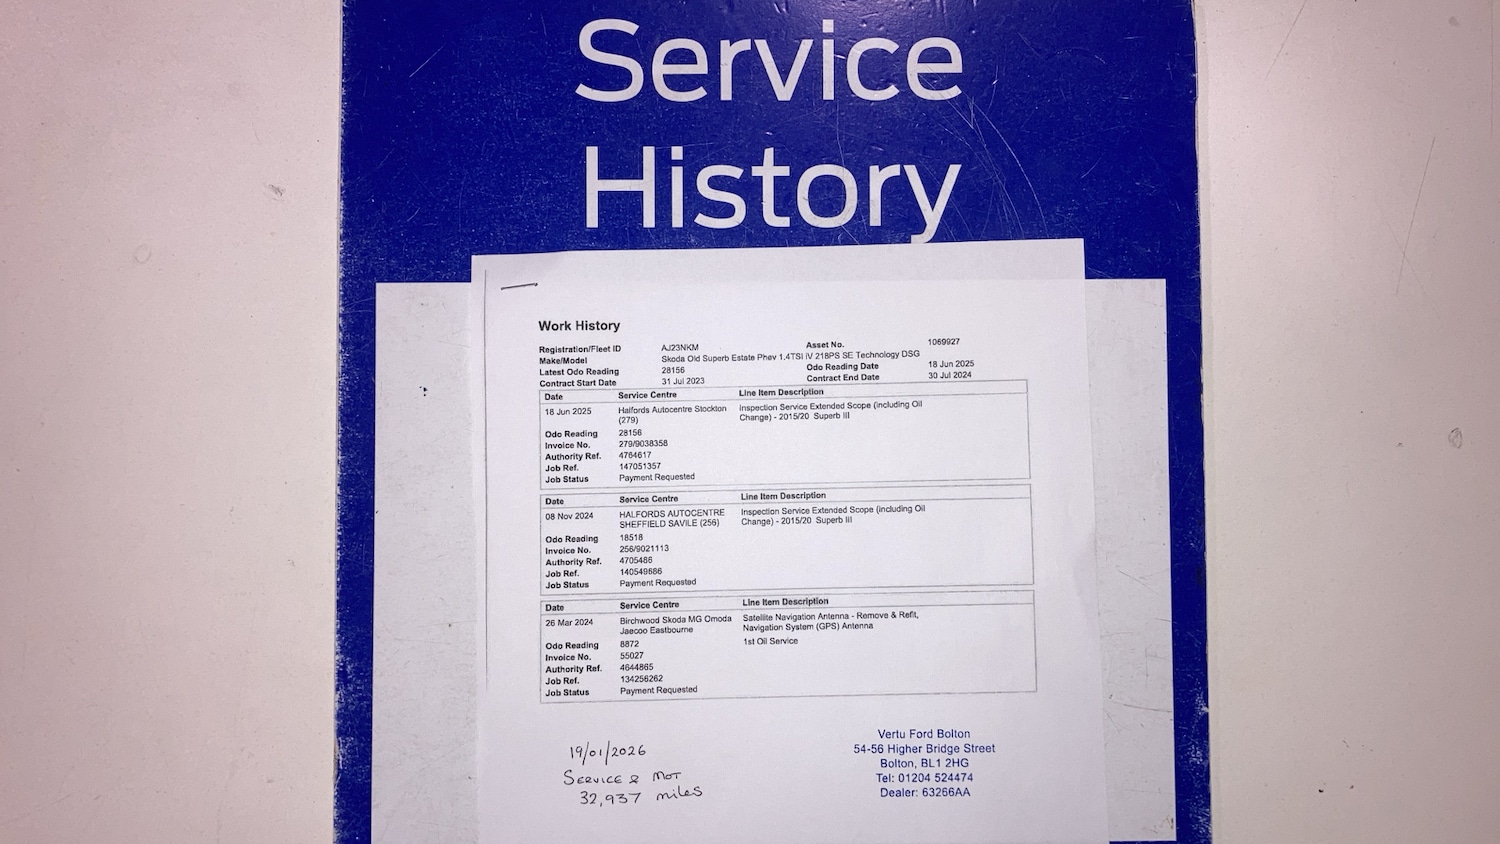 Service
History
Work History
Registration/Fleet ID AJ23NKM Asset No. 1069927
Make/Model Skoda Old Superb Estate Phev 1.4TSI iV 218PS SE Technology DSG
Latest Odo Reading 28156 Odo Reading Date 18 Jun 2025
Contract Start Date 31 Jul 2023 Contract End Date 30 Jul 2024
Date Service Centre Line Item Description
18 Jun 2025 Halfords Autocentre Stockton Inspection Service Extended Scope (including Oil
(279) Change) - 2015/20 Superb III
Odo Reading 28156
Invoice No. 279/9038358
Authority Ref. 4764617
Job Ref. 147051357
Job Status Payment Requested
Date Service Centre Line Item Description
08 Nov 2024 HALFORDS AUTOCENTRE Inspection Service Extended Scope (including Oil
SHEFFIELD SAVILE (256) Change) - 2015/20 Superb III
Odo Reading 18518
Invoice No. 256/9021113
Authority Ref. 4705486
Job Ref. 140549686
Job Status Payment Requested
Date Service Centre Line Item Description
26 Mar 2024 Birchwood Skoda MG Omoda Satellite Navigation Antenna - Remove & Refit,
Jaecoo Eastbourne Navigation System (GPS) Antenna
Odo Reading 8872 1st Oil Service
Invoice No. 55027
Authority Ref. 4644865
Job Ref. 134256262
Job Status Payment Requested
19/01/2026
SERVICE & MOT
32,937 miles
Vertu Ford Bolton
54-56 Higher Bridge Street
Bolton, BL1 2HG
Tel: 01204 524474
Dealer: 63266AA